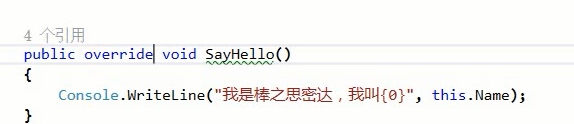 4 个引用
public override void SayHello()
{
Console.WriteLine("我是棒之思密达，我叫{0}", this.Name);
}